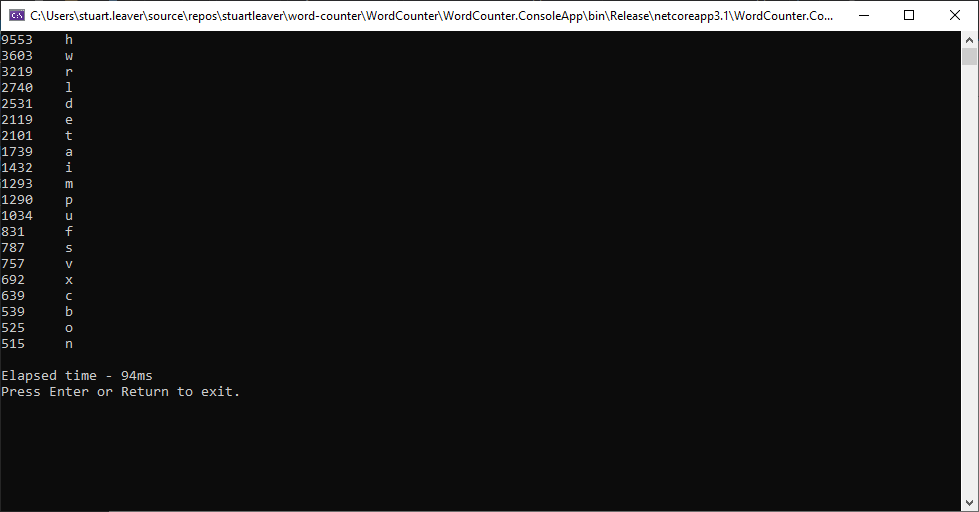 C:\Users\stuart.leaver\source\repos\stuartleaver\word-counter\WordCounter\WordCounter.ConsoleApp\bin\Release\netcoreapp3.1\WordCounter.Co...
9553 h
3603 w
3219 r
2740 l
2531 d
2119 e
2101 t
1739 a
1432 i
1293 m
1290 p
1034 u
831 f
787 s
757 v
692 x
639 c
539 b
525 o
515 n
Elapsed time - 94ms
Press Enter or Return to exit.